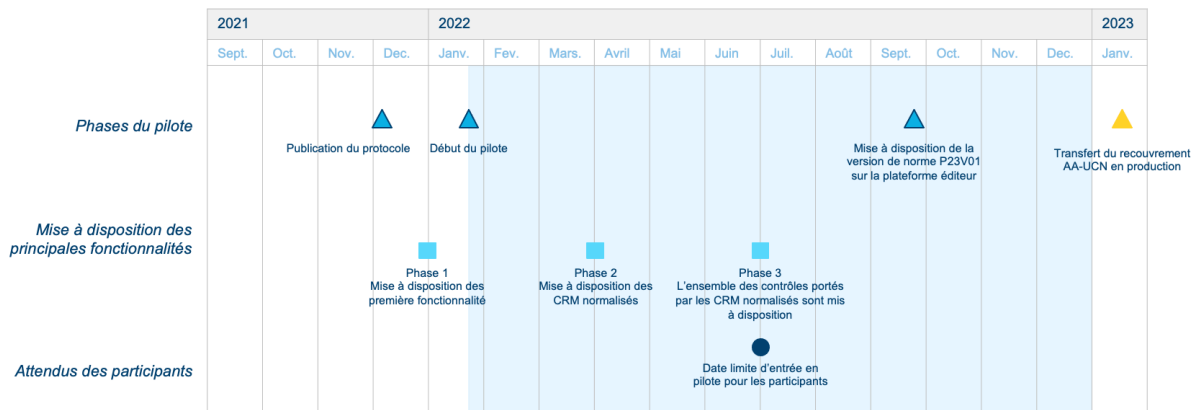 2021
2022
2023
Sept.
Oct.
Nov.
Dec.
Janv.
Fev.
Mars.
Avril
Mai
Juin
Juil.
Août
Sept.
Oct.
Nov.
Dec.
Janv.
Phases du pilote
Publication du protocole
Début du pilote
Mise à disposition de la
version de norme P23V01
sur la plateforme éditeur
Transfert du recouvrement
AA-UCN en production
Mise à disposition des
principales fonctionnalités
Phase 1
Mise à disposition des
première fonctionnalité
Phase 2
Mise à disposition des
CRM normalisés
Phase 3
L'ensemble des contrôles portés
par les CRM normalisés sont mis
à disposition
Attendus des participants
Date limite d'entrée en
pilote pour les participants